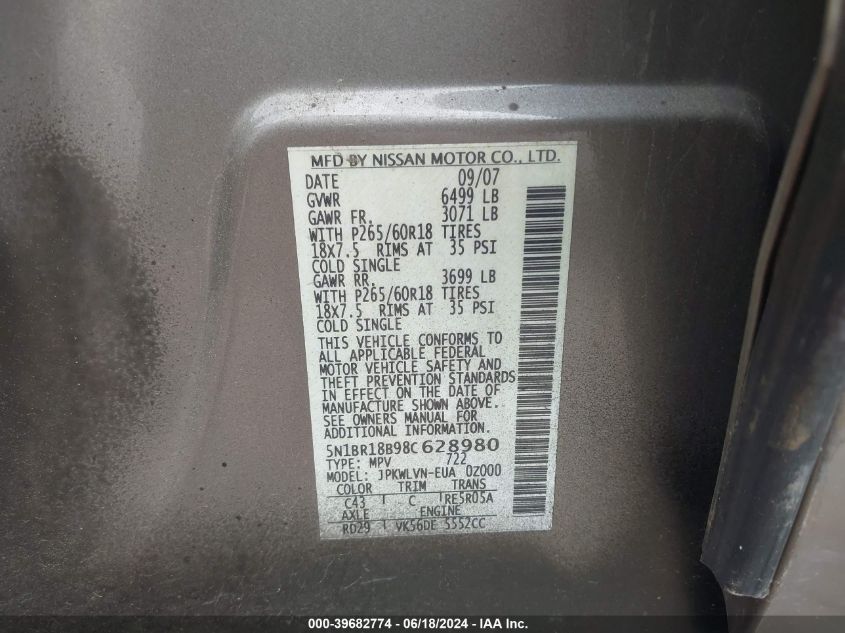 MFD BY NISSAN MOTOR CO., LTD.
DATE 09/07
GVWR 6499 LB
GAWR FR. 3071 LB
WITH P265/60R18 TIRES
18X7.5 RIMS AT 35 PSI
COLD SINGLE
GAWR RR. 3699 LB
WITH P265/60R18 TIRES
18X7.5 RIMS AT 35 PSI
COLD SINGLE
THIS VEHICLE CONFORMS TO
ALL APPLICABLE FEDERAL
MOTOR VEHICLE SAFETY AND
THEFT PREVENTION STANDARDS
IN EFFECT ON THE DATE OF
MANUFACTURE SHOWN ABOVE.
SEE OWNERS MANUAL FOR
ADDITIONAL INFORMATION.
5N1BR18B98C628980
TYPE: MPV 722
MODEL: JPKWLVN-EUA 0Z000
COLOR TRIM TRANS
C43 C RE5R05A
AXLE ENGINE
RD29 VK56DE 5552CC
000-39682774 - 06/18/2024 - IAA Inc.